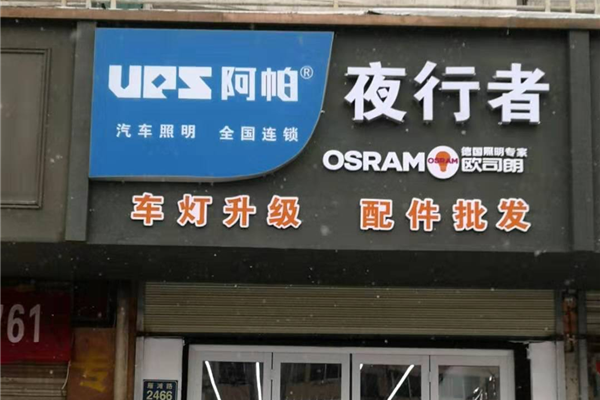 UPS 阿帕®
汽车照明 全国连锁
夜行者
OSRAM OSRAM 德国照明专家 欧司朗
车灯升级 配件批发
761
2466